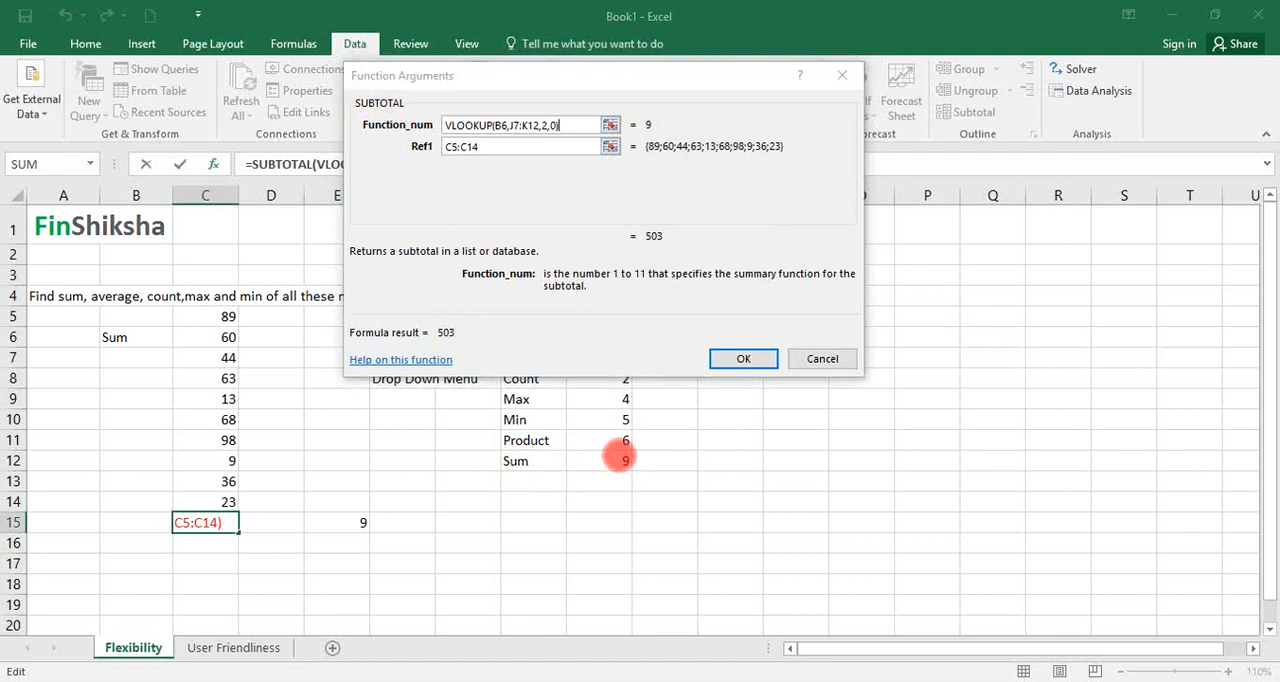 Book1 - Excel
File Home Insert Page Layout Formulas Data Review View Tell me what you want to do Sign in Share
Get External Data
New Query
Show Queries
From Table
Recent Sources
Get & Transform
Refresh All
Connections
Properties
Edit Links
Connections
Function Arguments ?
SUBTOTAL
Function_num VLOOKUP(B6,J7:K12,2,0) = 9
Ref1 C5:C14 = {89;60;44;63;13;68;98;9;36;23}
= 503
Returns a subtotal in a list or database.
Function_num: is the number 1 to 11 that specifies the summary function for the
subtotal.
Formula result = 503
Help on this function OK Cancel
Forecast Sheet
Group
Ungroup
Subtotal
Outline
Solver
Data Analysis
Analysis
SUM =SUBTOTAL(VLO
A B C D E P Q R S T U
1 FinShiksha
2
3
4 Find sum, average, count,max and min of all these
5 89
6 Sum 60
7 44
8 63 Drop Down Menu Count 2
9 13 Max 4
10 68 Min 5
11 98 Product 6
12 9 Sum 9
13 36
14 23
15 C5:C14) 9
16
17
18
19
20
Flexibility User Friendliness
Edit 110%